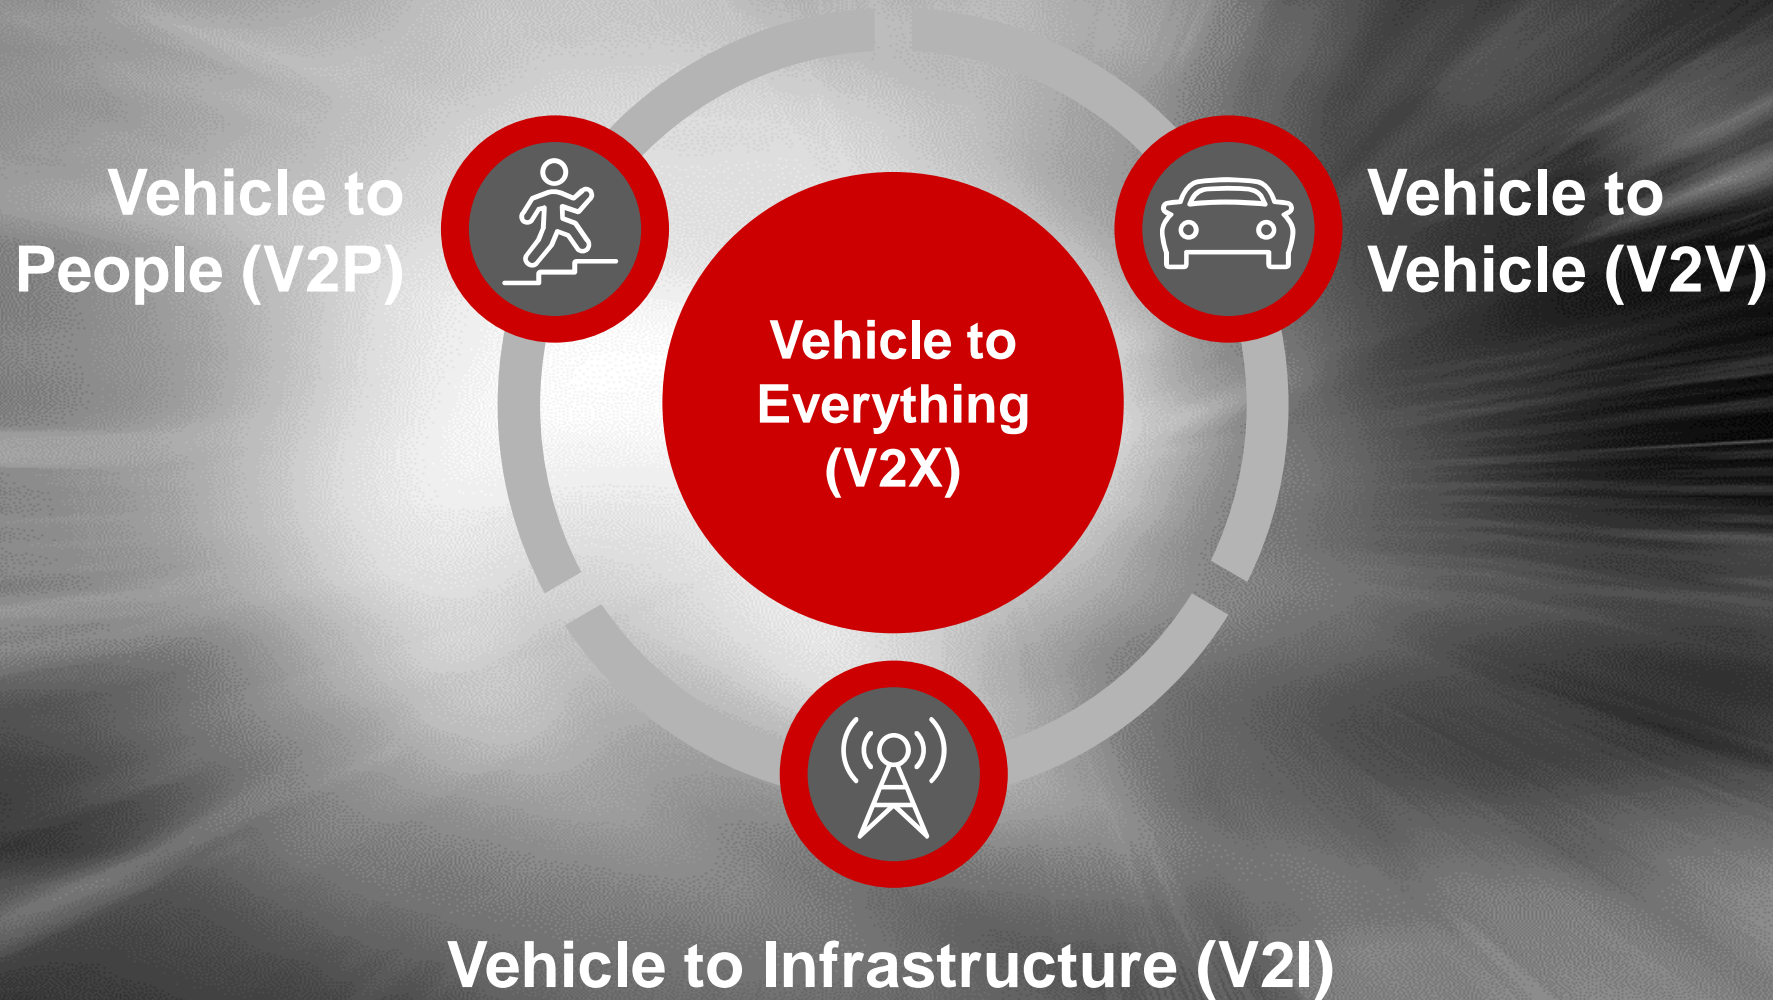 Vehicle to
People (V2P)
Vehicle to
Vehicle (V2V)
Vehicle to
Everything
(V2X)
Vehicle to Infrastructure (V2I)